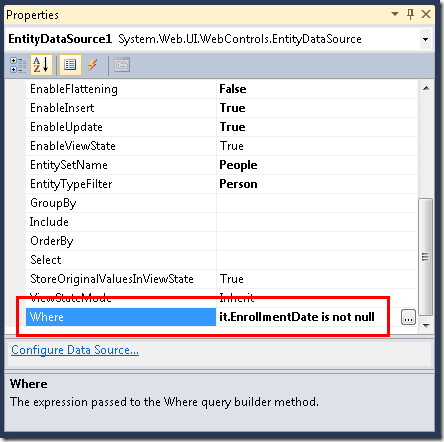 Properties
EntityDataSource1 System.Web.UI.WebControls.EntityDataSource
EnableFlattening False
EnableInsert True
EnableUpdate True
EnableViewState True
EntitySetName People
EntityTypeFilter Person
GroupBy
Include
OrderBy
Select
StoreOriginalValuesInViewState True
ViewStateMode Inherit
Where it.EnrollmentDate is not null ...
Configure Data Source...
Where
The expression passed to the Where query builder method.